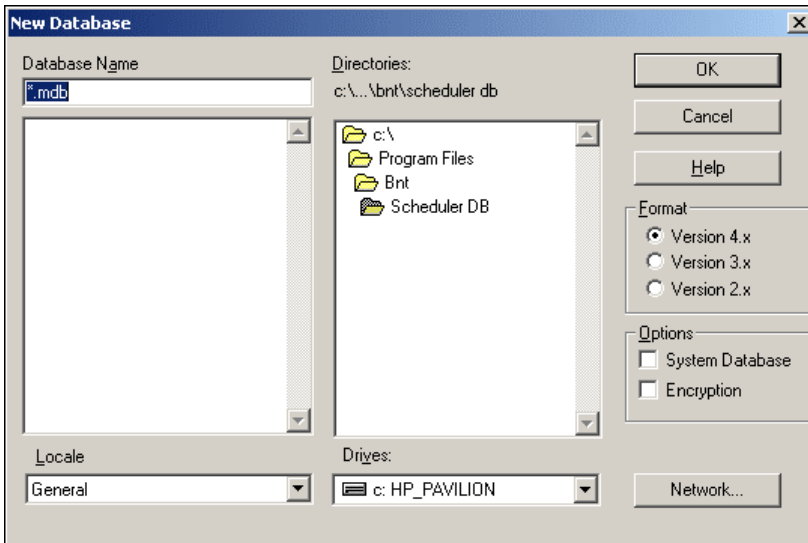 New Database
Database Name
*.mdb
Directories:
c:\...\bnt\scheduler db
c:\
Program Files
Bnt
Scheduler DB
OK
Cancel
Help
Format
Version 4.x
Version 3.x
Version 2.x
Options
System Database
Encryption
Locale
General
Drives:
c: HP_PAVILION
Network...